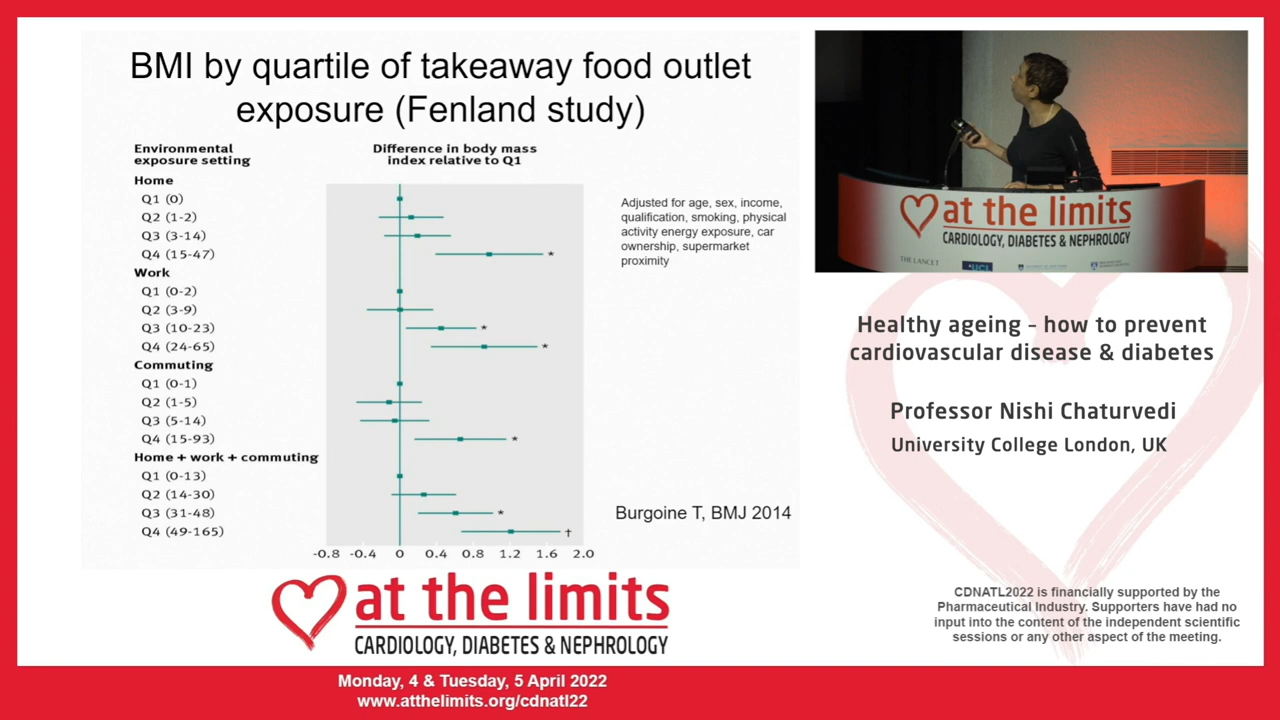 BMI by quartile of takeaway food outlet
exposure (Fenland study)
Environmental
exposure setting
Difference in body mass
index relative to Q1
Home
Q1 (0)
Q2 (1-2)
Q3 (3-14)
Q4 (15-47)
*
Work
Q1 (0-2)
Q2 (3-9)
Q3 (10-23)
*
Q4 (24-65)
*
Commuting
Q1 (0-1)
Q2 (1-5)
Q3 (5-14)
Q4 (15-93)
*
Home + work + commuting
Q1 (0-13)
Q2 (14-30)
Q3 (31-48)
*
Q4 (49-165)
†
-0.8 -0.4 0 0.4 0.8 1.2 1.6 2.0
Adjusted for age, sex, income,
qualification, smoking, physical
activity energy exposure, car
ownership, supermarket
proximity
Burgoine T, BMJ 2014
at the limits
CARDIOLOGY, DIABETES & NEPHROLOGY
at the limits
CARDIOLOGY, DIABETES & NEPHROLOGY
THE LANCET
UCL
Healthy ageing – how to prevent
cardiovascular disease & diabetes
Professor Nishi Chaturvedi
University College London, UK
CDNATL2022 is financially supported by the
Pharmaceutical Industry. Supporters have had no
input into the content of the independent scientific
sessions or any other aspect of the meeting.
Monday, 4 & Tuesday, 5 April 2022
www.atthelimits.org/cdnatl22